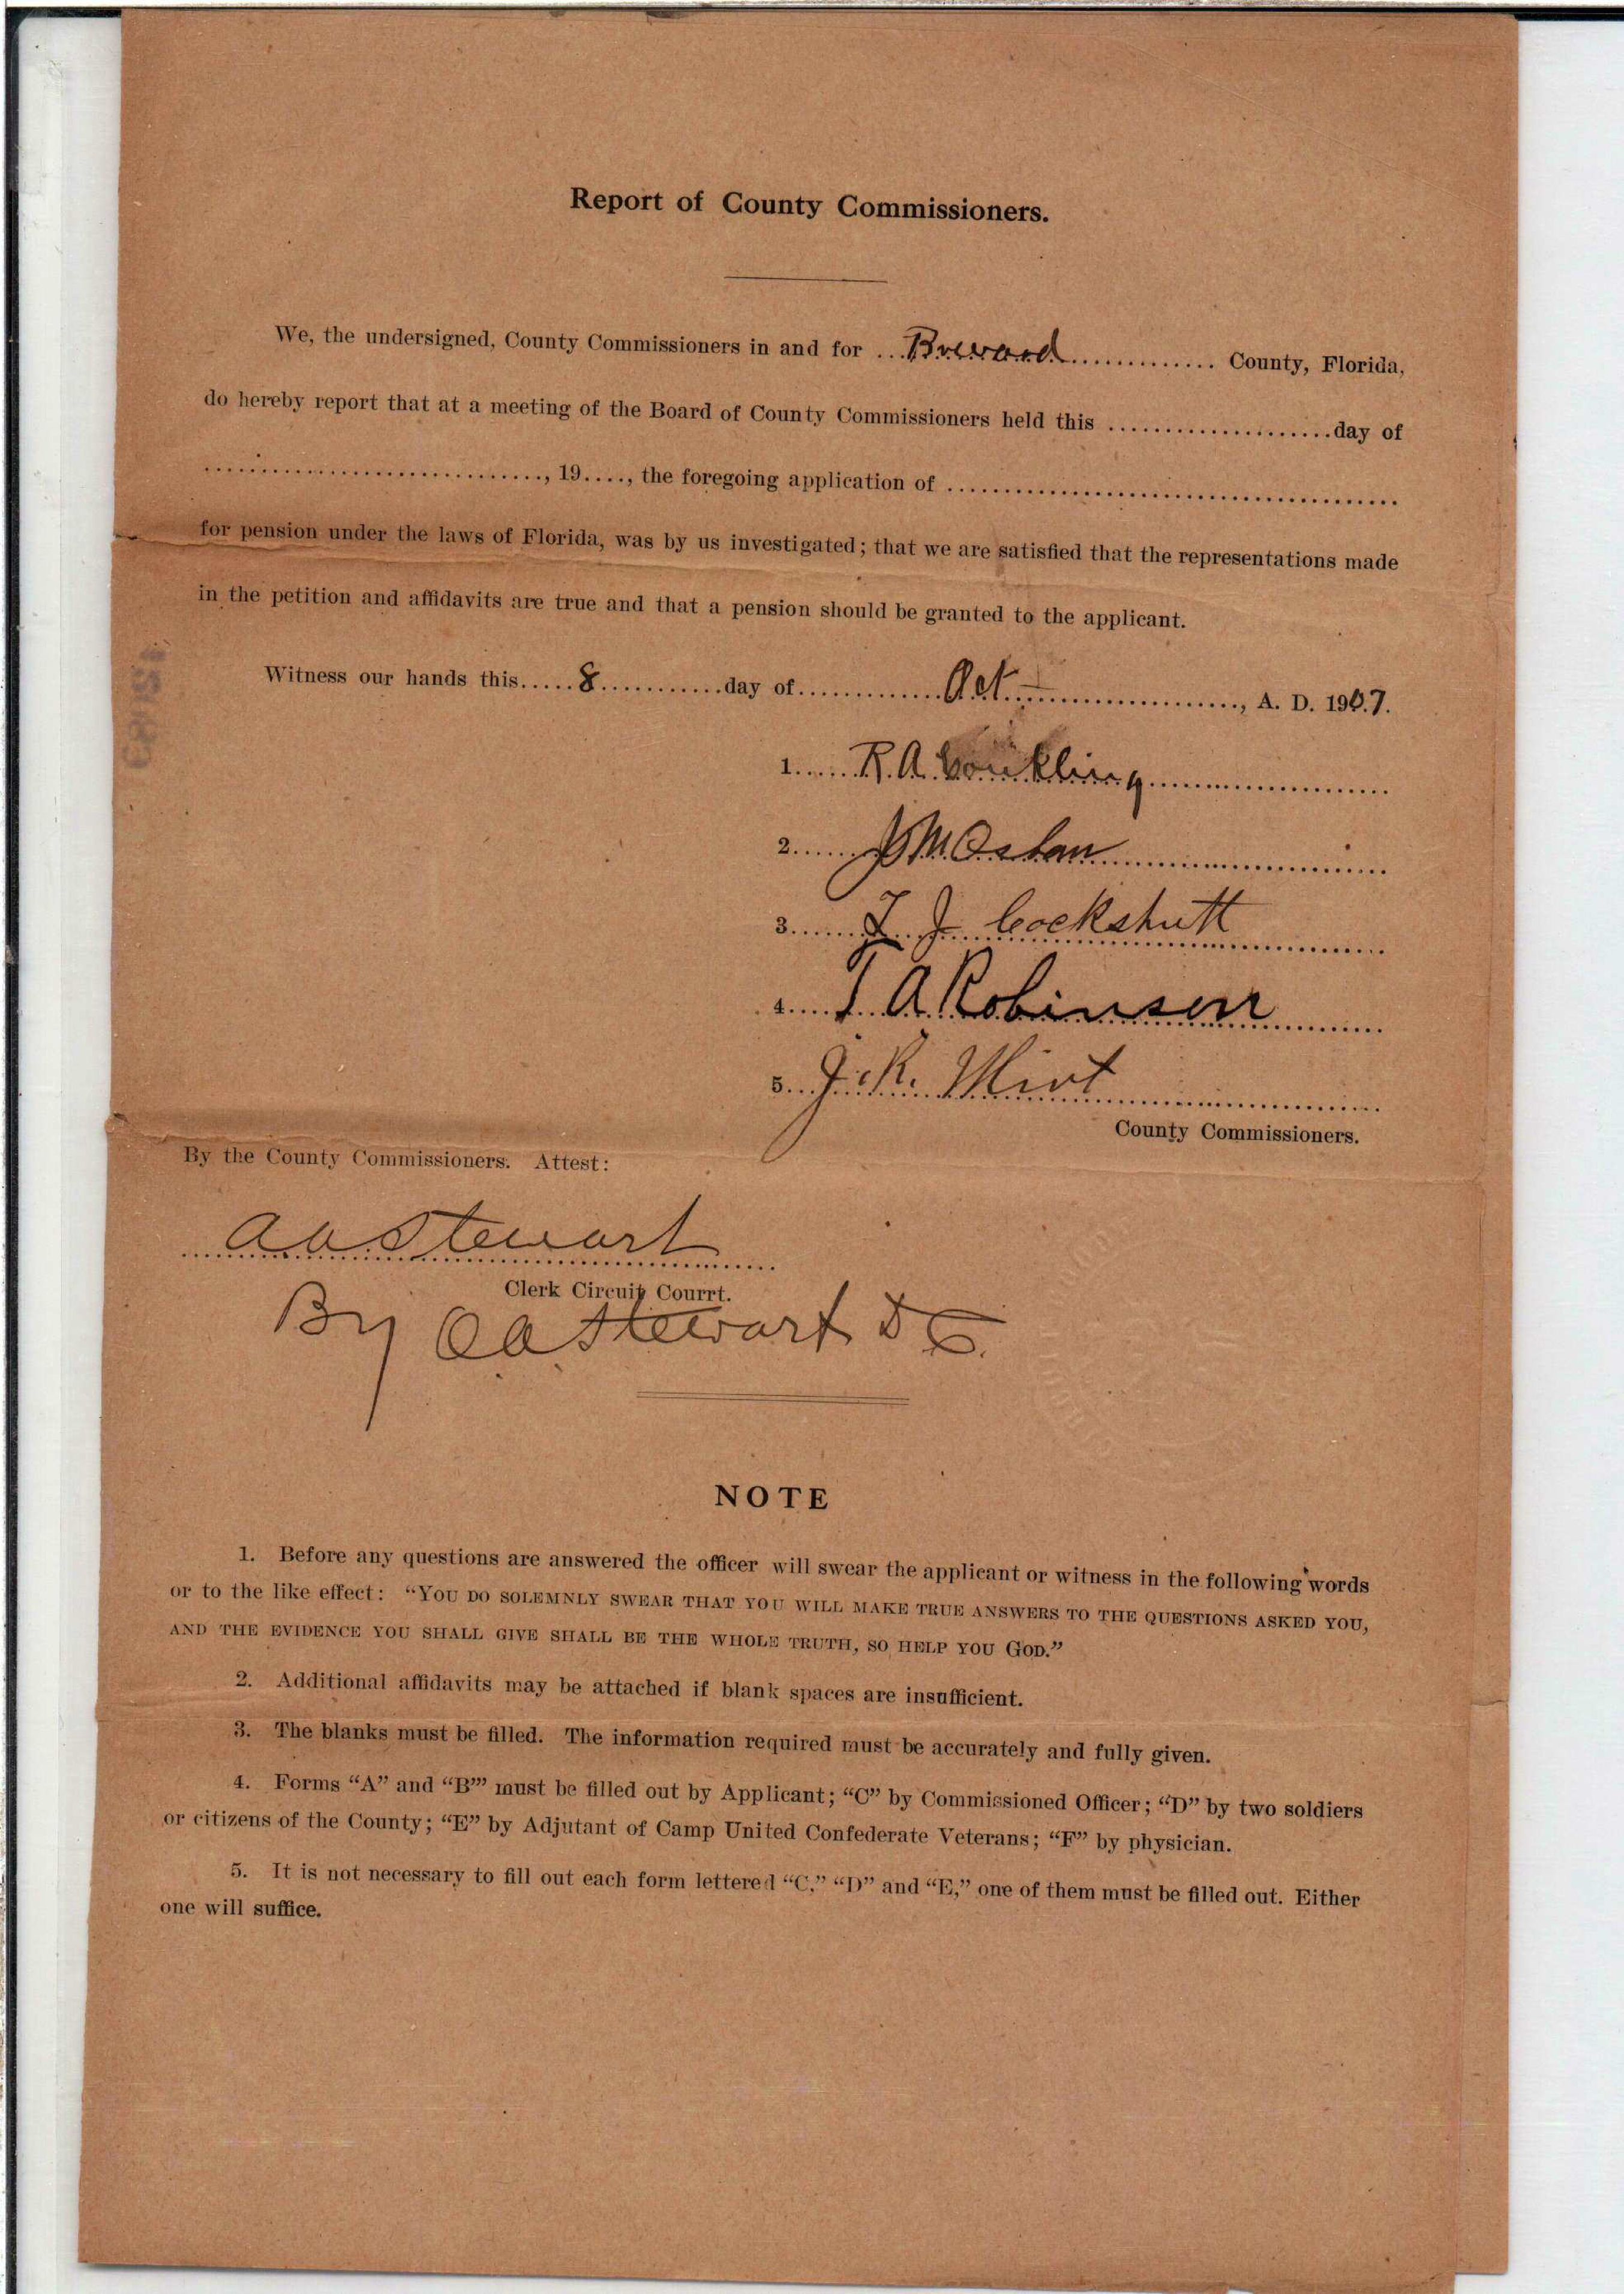 Report of County Commissioners.
We, the undersigned, County Commissioners in and for ...Brevard............. County, Florida,
do hereby report that at a meeting of the Board of County Commissioners held this ....................day of
.............................., 19...., the foregoing application of ........................................
for pension under the laws of Florida, was by us investigated; that we are satisfied that the representations made
in the petition and affidavits are true and that a pension should be granted to the applicant.
Witness our hands this.....8...........day of.............Oct....................., A. D. 1907.
1......R. A. Conkling......................
2.......J M
3.......J. Cockshutt..............
4......A Robinson..........
5...J. R. Mirot........................
County Commissioners.
By the County Commissioners. Attest:
A A Stewart
Clerk Circuit Courrt.
By O A Stewart D C.
NOTE
1. Before any questions are answered the officer will swear the applicant or witness in the following words
or to the like effect: “YOU DO SOLEMNLY SWEAR THAT YOU WILL MAKE TRUE ANSWERS TO THE QUESTIONS ASKED YOU,
AND THE EVIDENCE YOU SHALL GIVE SHALL BE THE WHOLE TRUTH, SO HELP YOU GOD.”
2. Additional affidavits may be attached if blank spaces are insufficient.
3. The blanks must be filled. The information required must be accurately and fully given.
4. Forms “A” and “B”’ must be filled out by Applicant; “C” by Commissioned Officer; “D” by two soldiers
or citizens of the County; “E” by Adjutant of Camp United Confederate Veterans; “F” by physician.
5. It is not necessary to fill out each form lettered “C,” “D” and “E,” one of them must be filled out. Either
one will suffice.